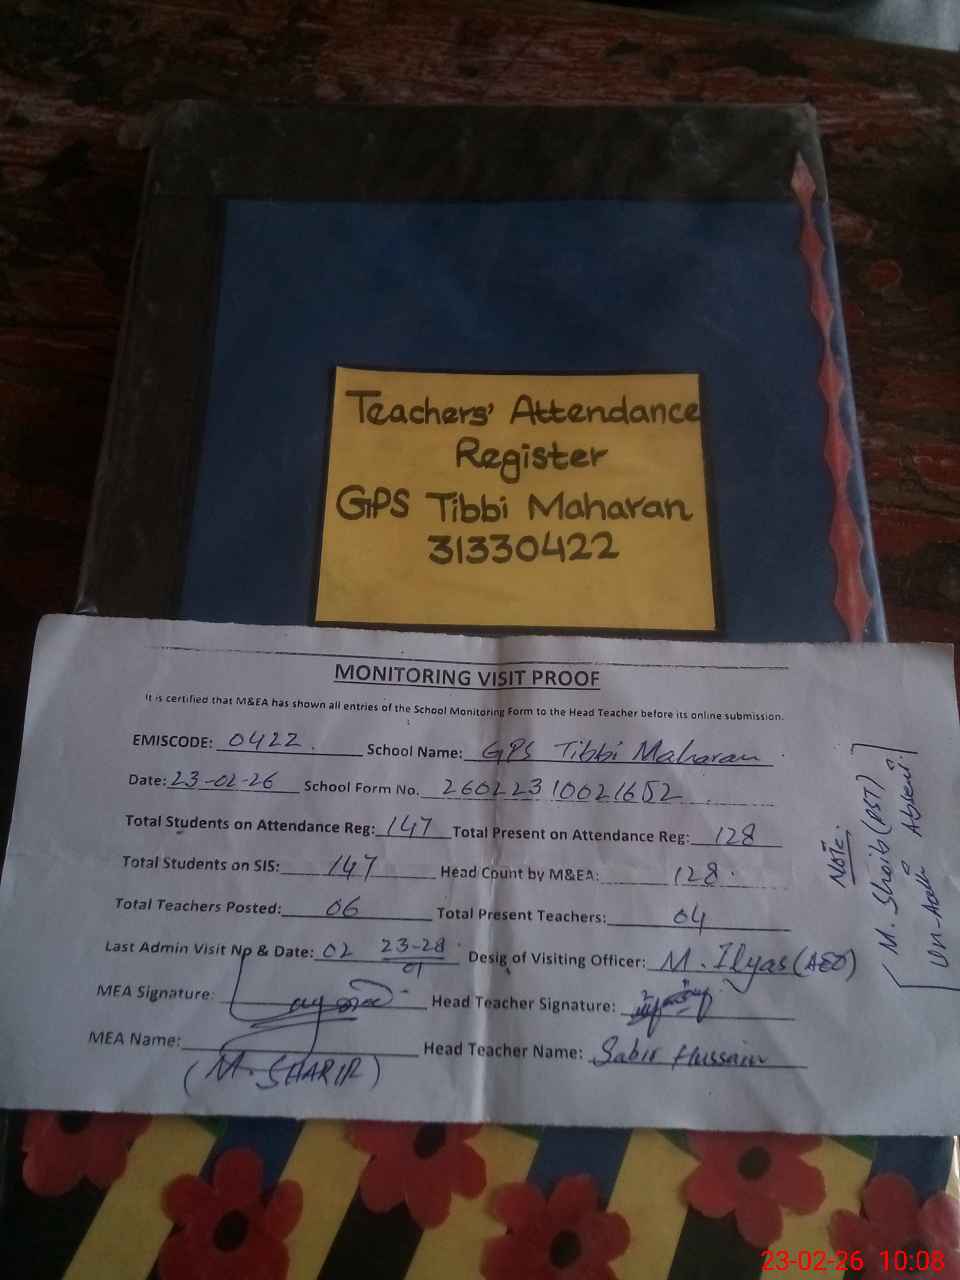 Teachers' Attendance
Register
GPS Tibbi Maharan
31330422
MONITORING VISIT PROOF
It is certified that M&EA has shown all entries of the School Monitoring Form to the Head Teacher before its online submission.
EMISCODE: 0422. School Name: GPS Tibbi Maharan
Date: 23-02-26 School Form No. 26022310021652
Total Students on Attendance Reg: 147 Total Present on Attendance Reg: 128
Total Students on SIS: 147 Head Count by M&EA: 128.
Total Teachers Posted: 06 Total Present Teachers: 04
Last Admin Visit No & Date: 02 23-28/01 Desig of Visiting Officer: M. Ilyas (AEO)
MEA Signature: Head Teacher Signature:
MEA Name: Head Teacher Name: Sabir Hussain
(M. SHARIR)
Note:
M. Shoib (PST)
Un-Auth Absent.
23-02-26 10:08